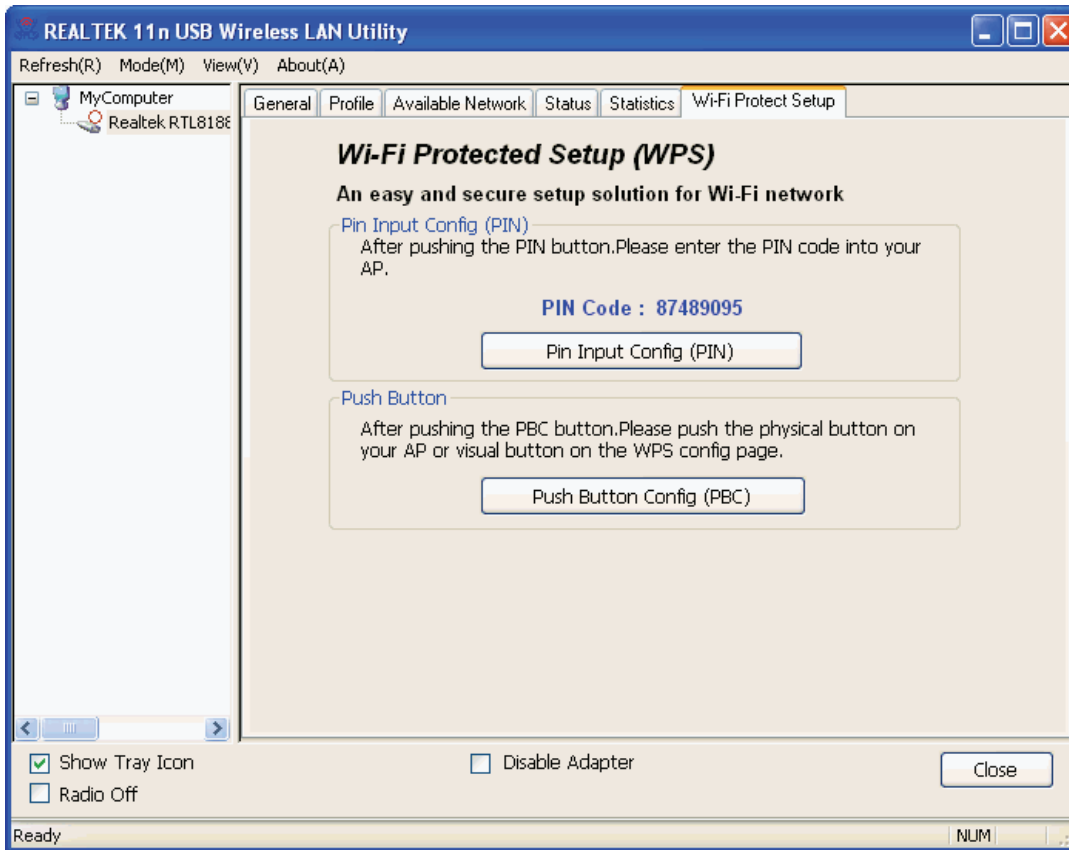 REALTEK 11n USB Wireless LAN Utility
Refresh(R) Mode(M) View(V) About(A)
MyComputer
Realtek RTL8188
General Profile Available Network Status Statistics Wi-Fi Protect Setup
Wi-Fi Protected Setup (WPS)
An easy and secure setup solution for Wi-Fi network
Pin Input Config (PIN)
After pushing the PIN button.Please enter the PIN code into your
AP.
PIN Code : 87489095
Pin Input Config (PIN)
Push Button
After pushing the PBC button.Please push the physical button on
your AP or visual button on the WPS config page.
Push Button Config (PBC)
Show Tray Icon
Disable Adapter
Close
Radio Off
Ready
NUM